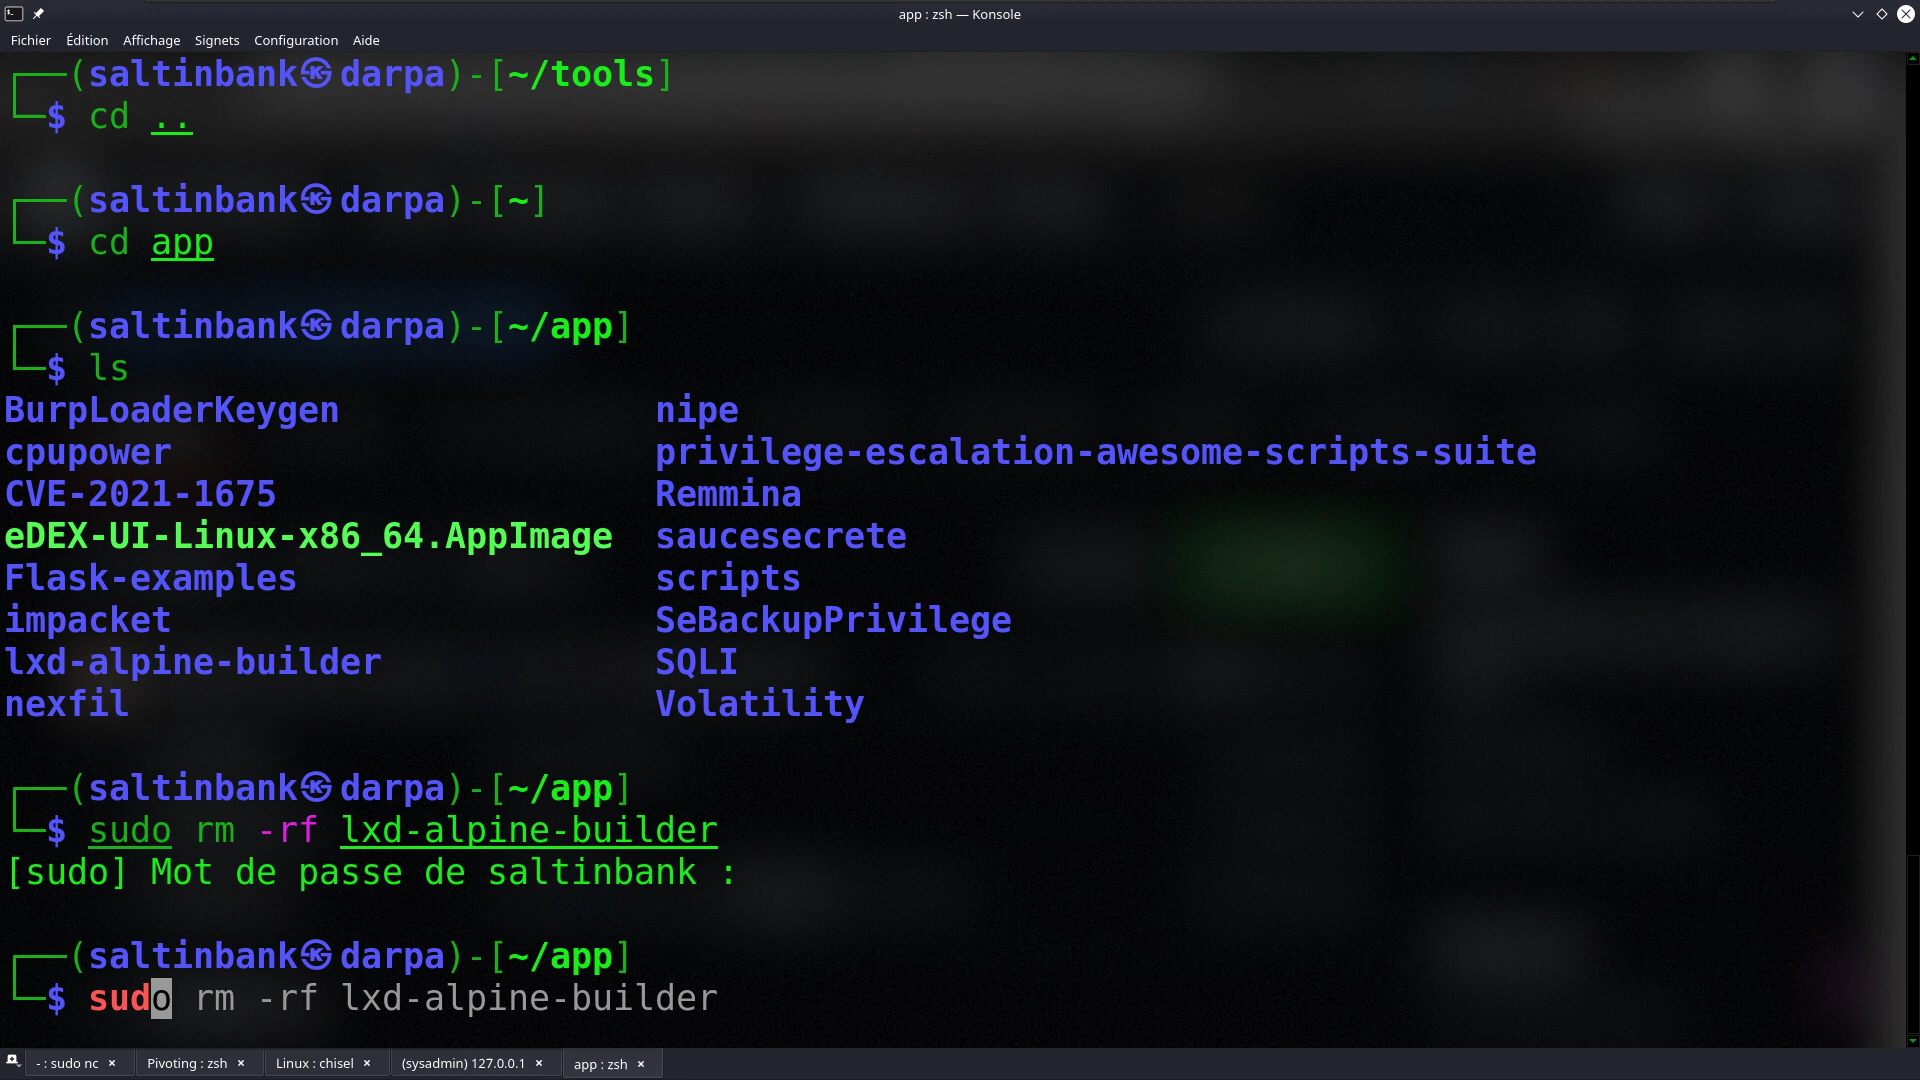 app : zsh — Konsole
Fichier Édition Affichage Signets Configuration Aide
┌──(saltinbank㉿darpa)-[~/tools]
└─$ cd ..
┌──(saltinbank㉿darpa)-[~]
└─$ cd app
┌──(saltinbank㉿darpa)-[~/app]
└─$ ls
BurpLoaderKeygen nipe
cpupower privilege-escalation-awesome-scripts-suite
CVE-2021-1675 Remmina
eDEX-UI-Linux-x86_64.AppImage saucesecrete
Flask-examples scripts
impacket SeBackupPrivilege
lxd-alpine-builder SQLI
nexfil Volatility
┌──(saltinbank㉿darpa)-[~/app]
└─$ sudo rm -rf lxd-alpine-builder
[sudo] Mot de passe de saltinbank :
┌──(saltinbank㉿darpa)-[~/app]
└─$ sudo rm -rf lxd-alpine-builder
- : sudo nc × Pivoting : zsh × Linux : chisel × (sysadmin) 127.0.0.1 × app : zsh ×